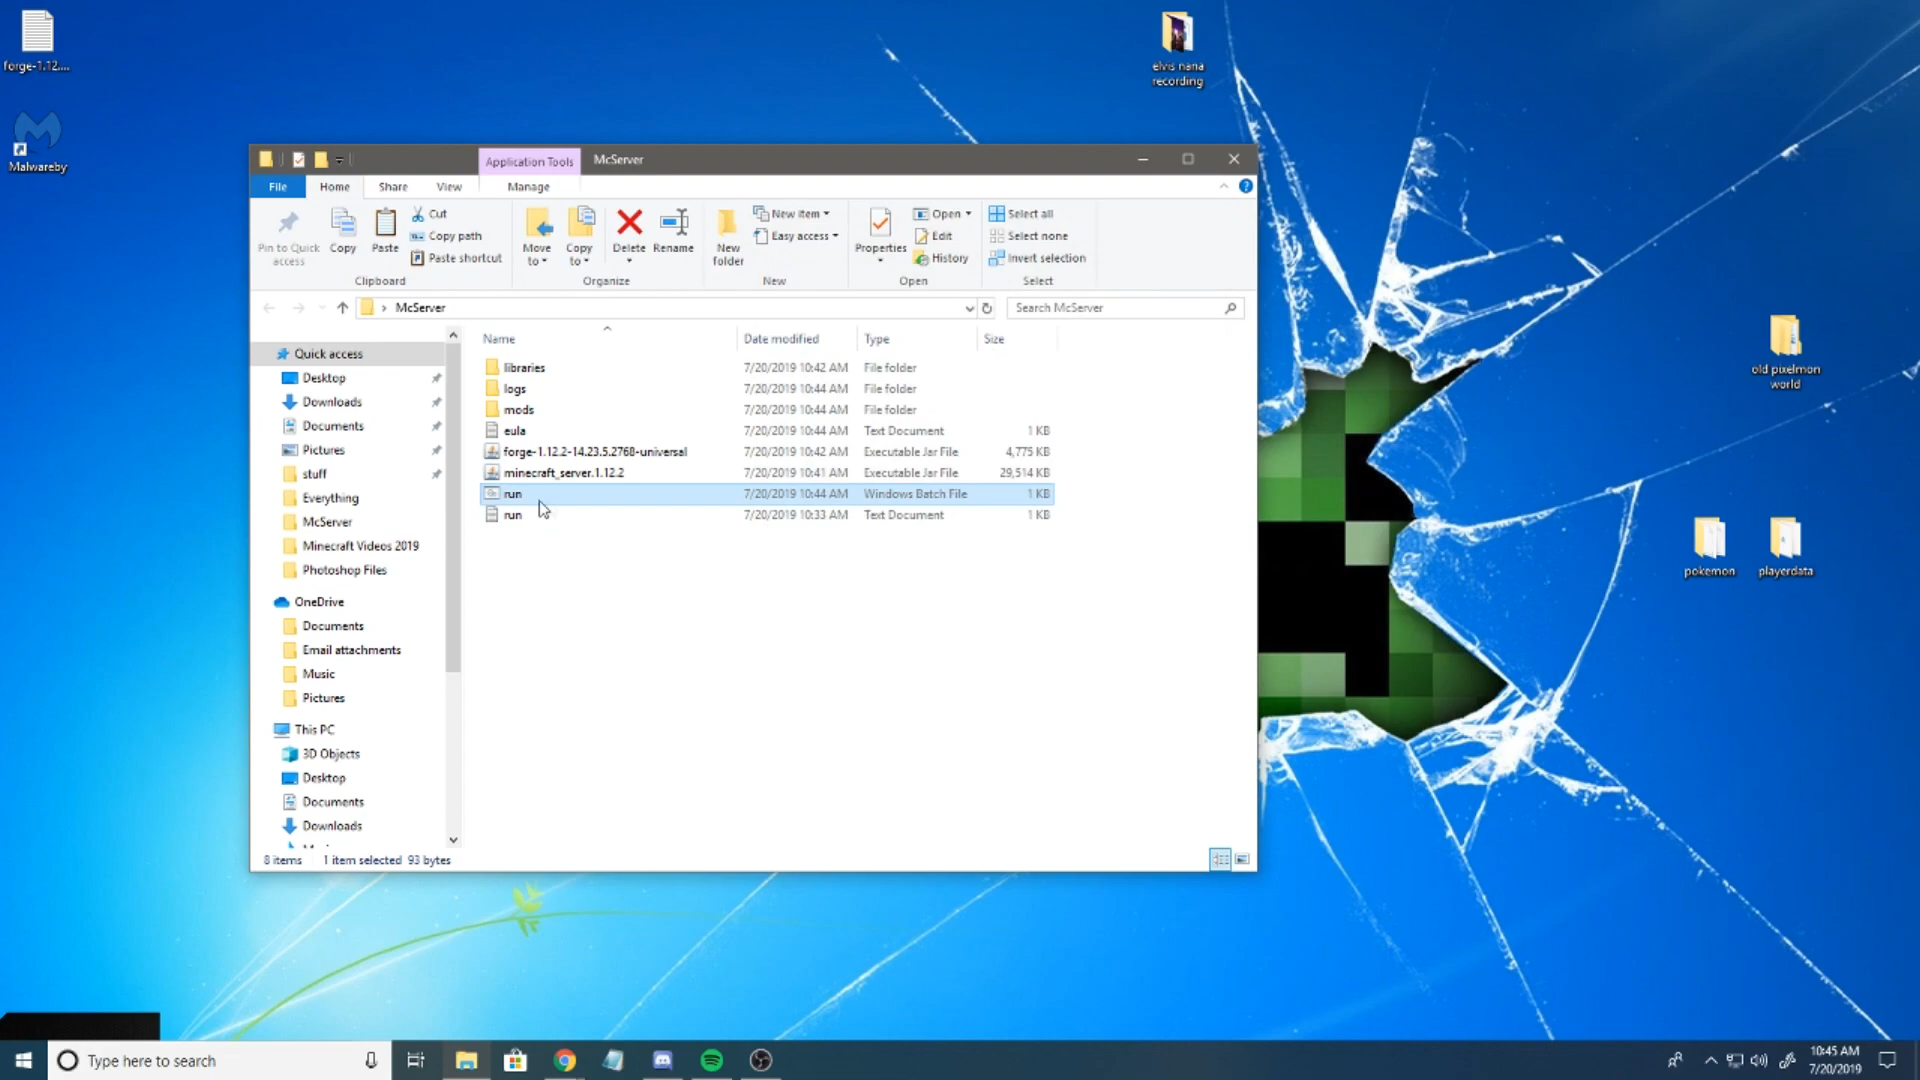 forge-1.12....
Malwareby
elvis nana
recording
old pixelmon
world
pokemon
playerdata
Application Tools
McServer
File
Home
Share
View
Manage
Pin to Quick
access
Copy
Paste
Cut
Copy path
Paste shortcut
Clipboard
Move
to
Copy
to
Delete
Rename
Organize
New
folder
New item
Easy access
New
Properties
Open
Edit
History
Open
Select all
Select none
Invert selection
Select
McServer
Search McServer
Quick access
Desktop
Downloads
Documents
Pictures
stuff
Everything
McServer
Minecraft Videos 2019
Photoshop Files
OneDrive
Documents
Email attachments
Music
Pictures
This PC
3D Objects
Desktop
Documents
Downloads
Name Date modified Type Size
libraries 7/20/2019 10:42 AM File folder
logs 7/20/2019 10:44 AM File folder
mods 7/20/2019 10:44 AM File folder
eula 7/20/2019 10:44 AM Text Document 1 KB
forge-1.12.2-14.23.5.2768-universal 7/20/2019 10:42 AM Executable Jar File 4,775 KB
minecraft_server.1.12.2 7/20/2019 10:41 AM Executable Jar File 29,514 KB
run 7/20/2019 10:44 AM Windows Batch File 1 KB
run 7/20/2019 10:33 AM Text Document 1 KB
8 items 1 item selected 93 bytes
Type here to search
10:45 AM
7/20/2019